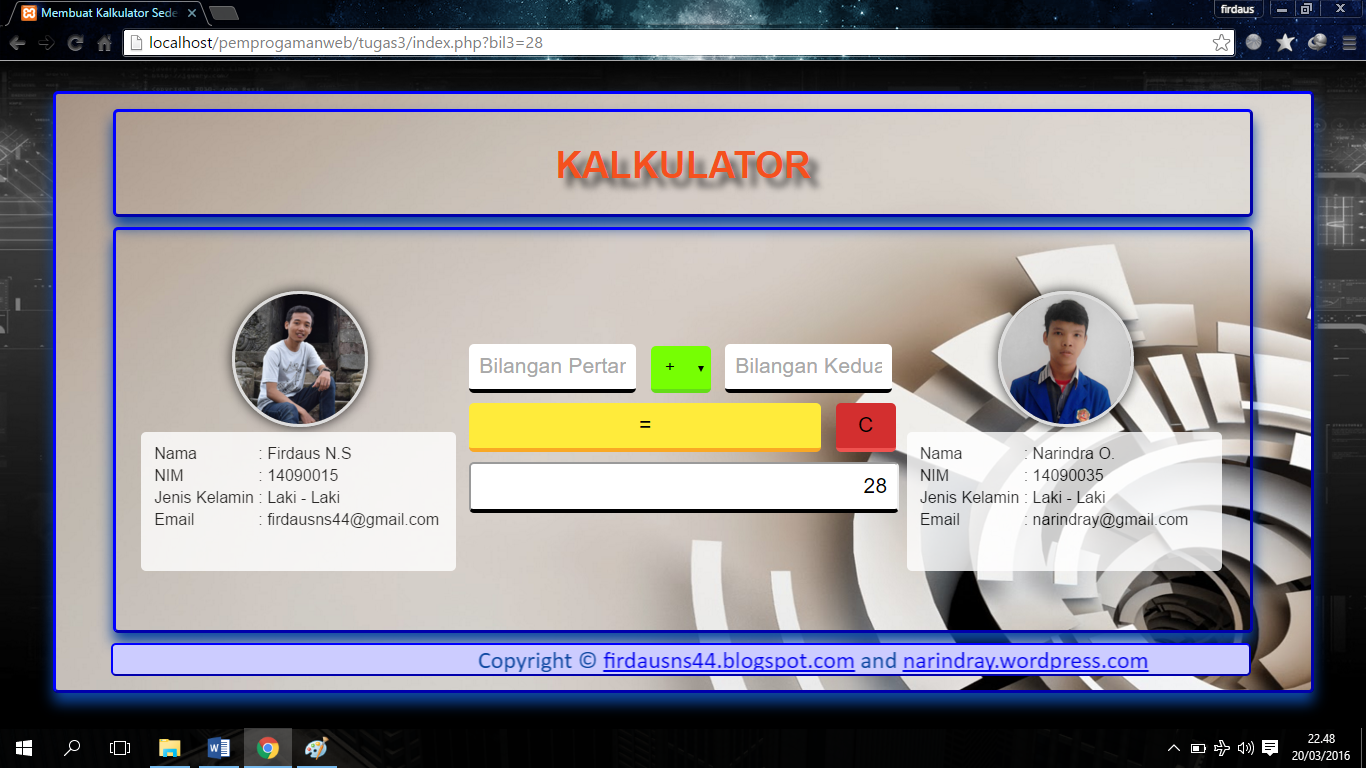 Membuat Kalkulator Sede
firdaus
localhost/pemprogamanweb/tugas3/index.php?bil3=28
KALKULATOR
Bilangan Pertar
+
Bilangan Kedua
=
C
28
Nama : Firdaus N.S
NIM : 14090015
Jenis Kelamin : Laki - Laki
Email : firdausns44@gmail.com
Nama : Narindra O.
NIM : 14090035
Jenis Kelamin : Laki - Laki
Email : narindray@gmail.com
Copyright © firdausns44.blogspot.com and narindray.wordpress.com
22.48
20/03/2016